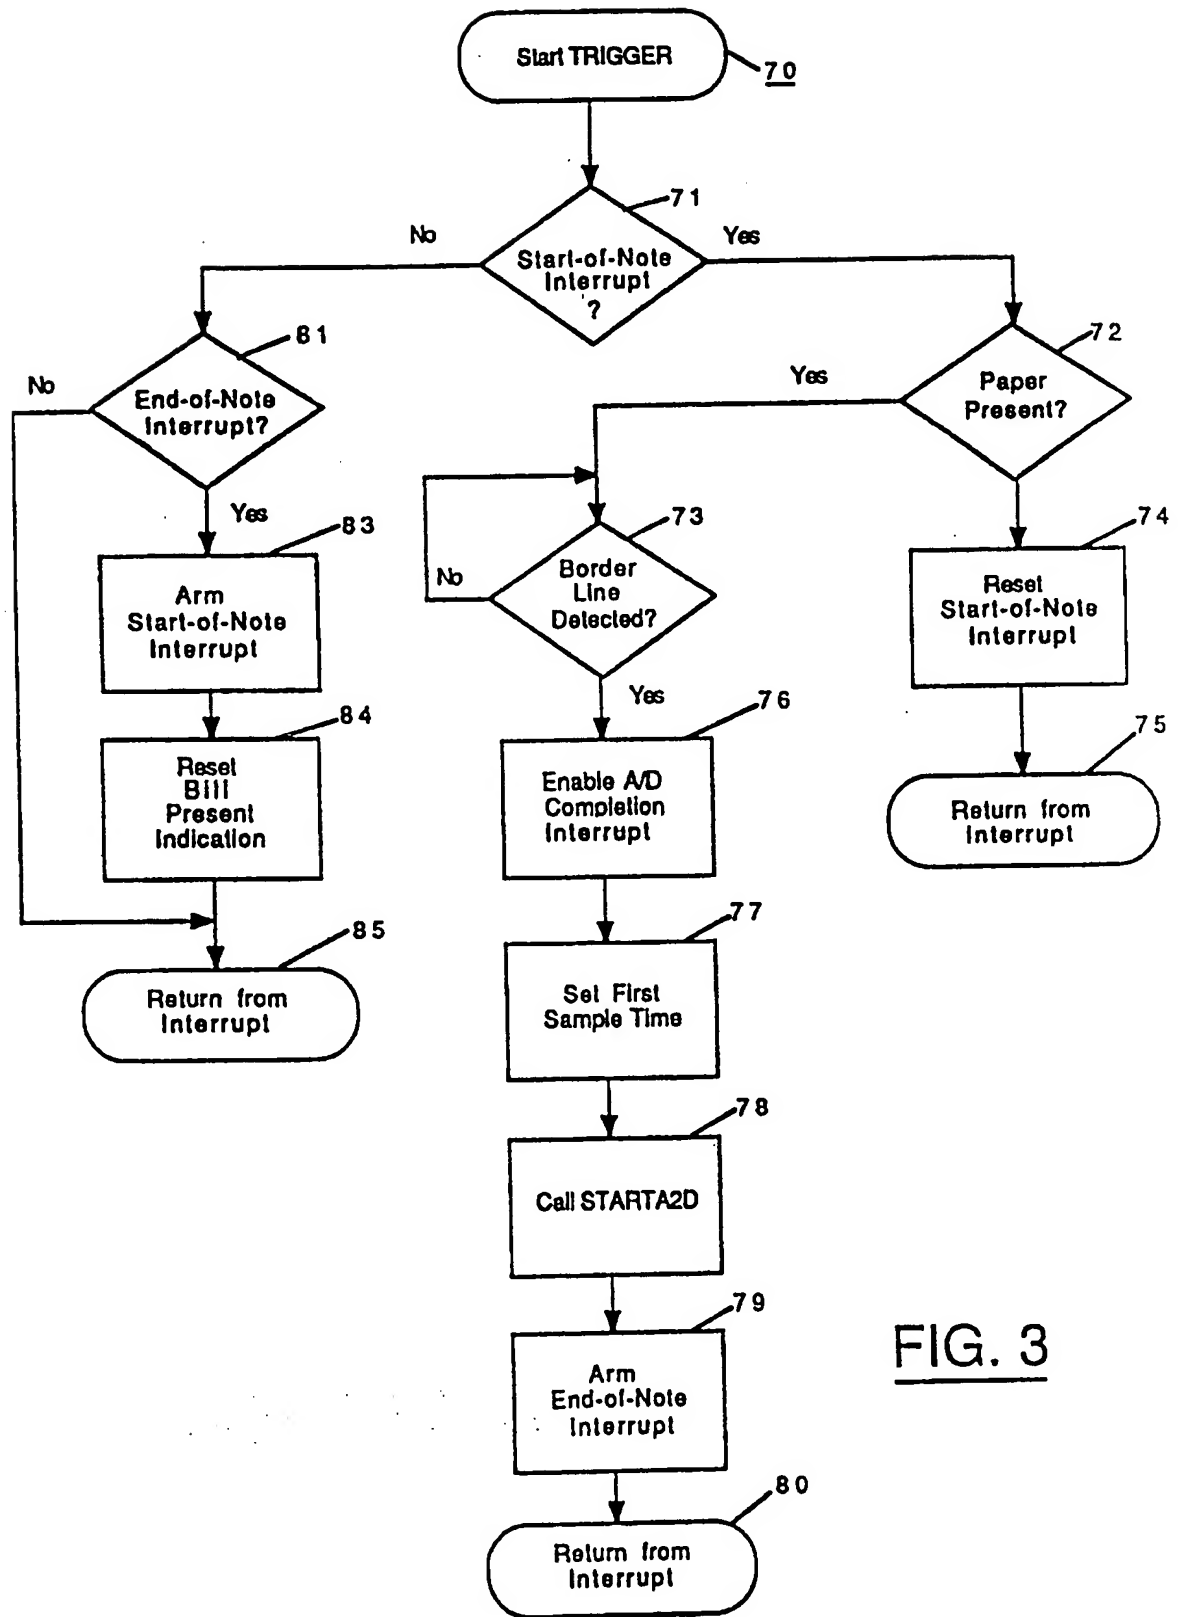 Start TRIGGER
70
71
No
Yes
Start-of-Note
Interrupt
?
81
72
No
End-of-Note
Interrupt?
Yes
Paper
Present?
Yes
83
73
74
Arm
Start-of-Note
Interrupt
No
Border
Line
Detected?
Reset
Start-of-Note
Interrupt
Yes
84
76
75
Reset
Bill
Present
Indication
Enable A/D
Completion
Interrupt
Return from
Interrupt
85
77
Return from
Interrupt
Set First
Sample Time
78
Call STARTA2D
79
Arm
End-of-Note
Interrupt
FIG. 3
80
Return from
Interrupt